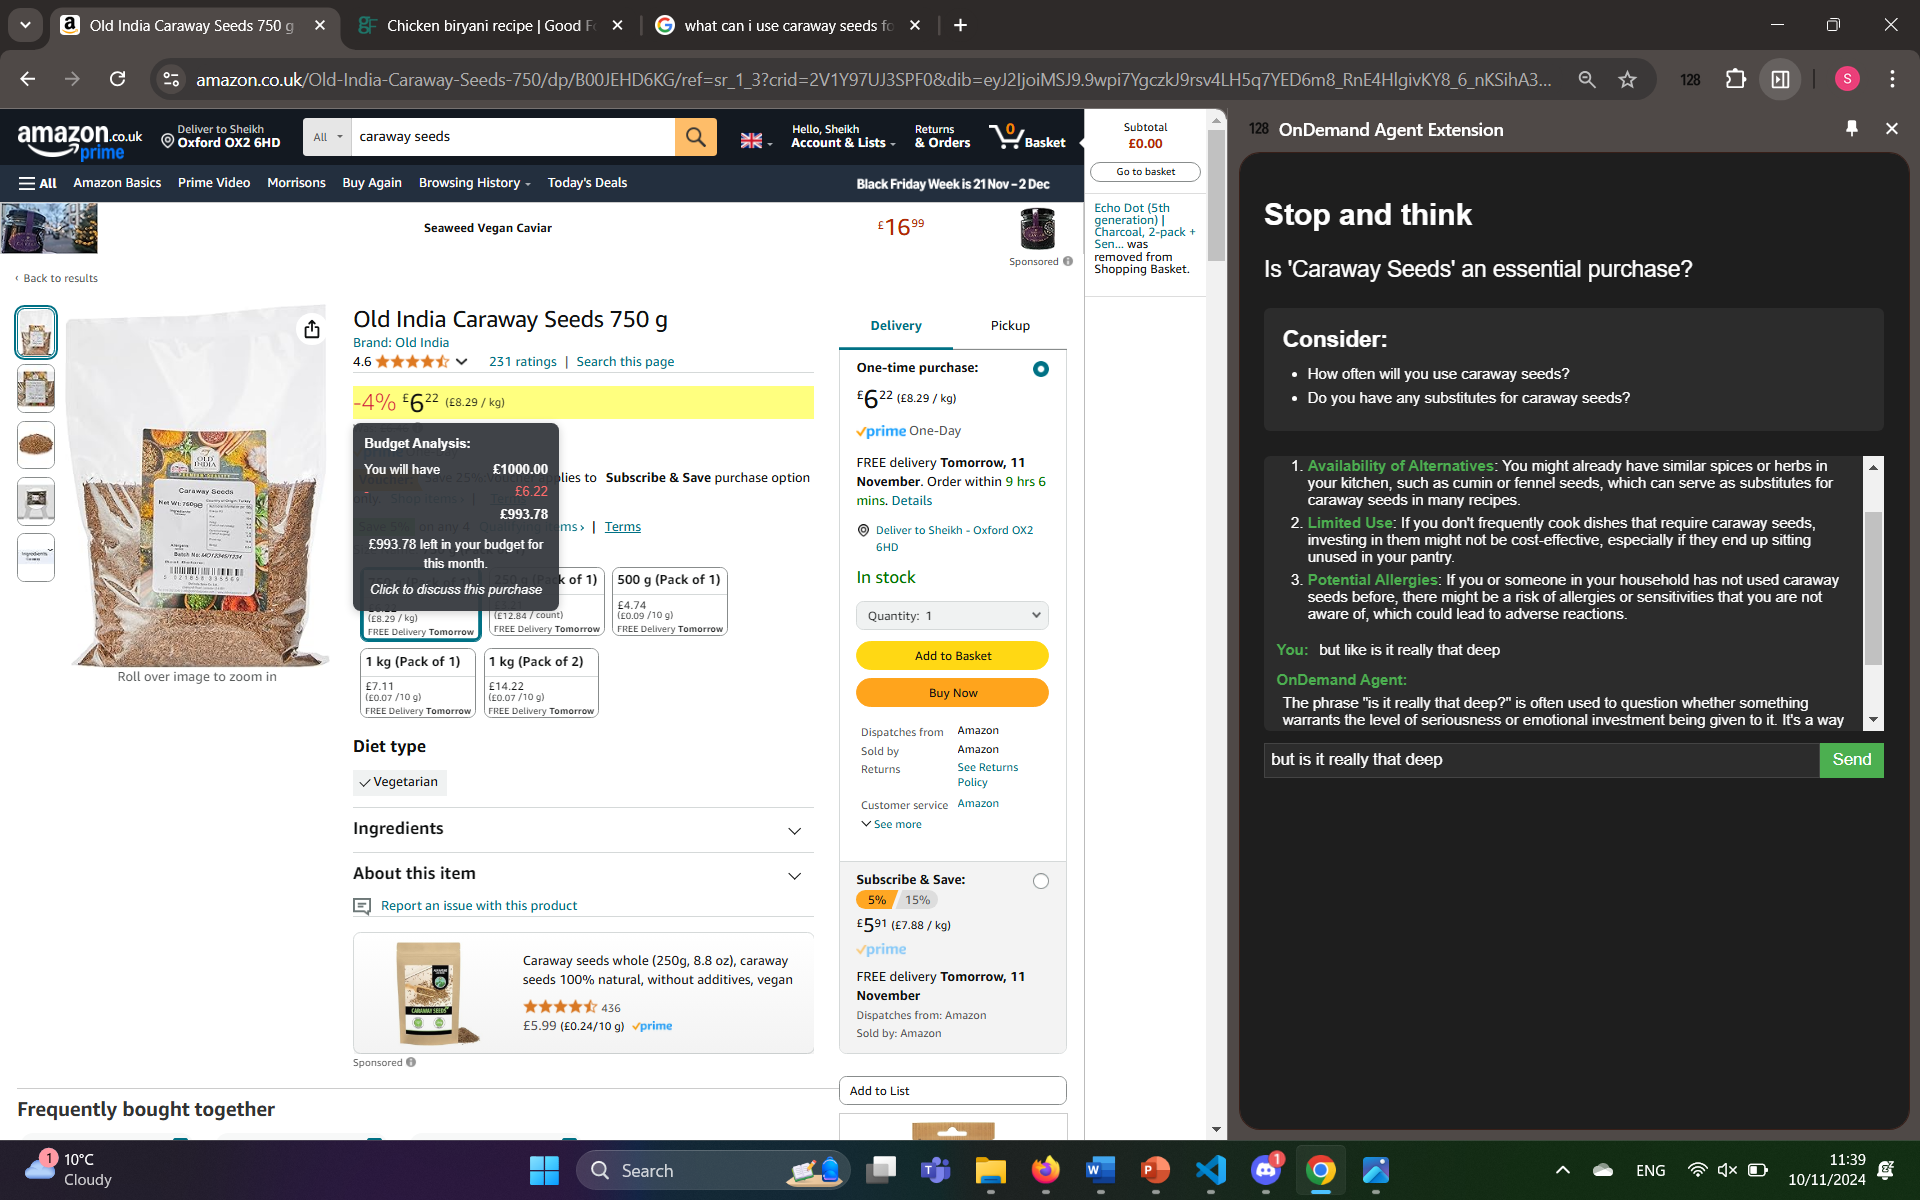 Old India Caraway Seeds 750 g
Chicken biryani recipe | Good F
what can i use caraway seeds fo
amazon.co.uk/Old-India-Caraway-Seeds-750/dp/B00JEHD6KG/ref=sr_1_3?crid=2V1Y97UJ3SPF0&dib=eyJ2IjoiMSJ9.9wpi7YgczkJ9rsv4LH5q7YED6m8_RnE4HlgivKY8_6_nKSihA3...
128
S
amazon.co.uk
prime
Deliver to Sheikh
Oxford OX2 6HD
All
caraway seeds
Hello, Sheikh
Account & Lists
Returns
& Orders
0
Basket
All
Amazon Basics
Prime Video
Morrisons
Buy Again
Browsing History
Today's Deals
Black Friday Week is 21 Nov – 2 Dec
Seaweed Vegan Caviar
£16 99
Sponsored
‹ Back to results
Subtotal
£0.00
Go to basket
Echo Dot (5th
generation) |
Charcoal, 2-pack +
Sen... was
removed from
Shopping Basket.
OLD
INDIA
Caraway Seeds
Roll over image to zoom in
Old India Caraway Seeds 750 g
Brand: Old India
4.6
231 ratings | Search this page
-4% £6 22 (£8.29 / kg)
Budget Analysis:
You will have £1000.00
- £6.22
£993.78
£993.78 left in your budget for
this month.
Click to discuss this purchase
plies to Subscribe & Save purchase option
on any 4 Qualifying items › | Terms
250 g (Pack of 1)
(£12.84 / count)
FREE Delivery Tomorrow
500 g (Pack of 1)
£4.74
(£0.09 /10 g)
FREE Delivery Tomorrow
(£8.29 / kg)
FREE Delivery Tomorrow
1 kg (Pack of 1)
£7.11
(£0.07 /10 g)
FREE Delivery Tomorrow
1 kg (Pack of 2)
£14.22
(£0.07 /10 g)
FREE Delivery Tomorrow
Diet type
Vegetarian
Ingredients
About this item
Report an issue with this product
Caraway seeds whole (250g, 8.8 oz), caraway
seeds 100% natural, without additives, vegan
436
£5.99 (£0.24/10 g) prime
Sponsored
Frequently bought together
Delivery
Pickup
One-time purchase:
£6 22 (£8.29 / kg)
prime One-Day
FREE delivery Tomorrow, 11
November. Order within 9 hrs 6
mins. Details
Deliver to Sheikh - Oxford OX2
6HD
In stock
Quantity: 1
Add to Basket
Buy Now
Dispatches from Amazon
Sold by Amazon
Returns See Returns
Policy
Customer service Amazon
See more
Subscribe & Save:
5% 15%
£5 91 (£7.88 / kg)
prime
FREE delivery Tomorrow, 11
November
Dispatches from: Amazon
Sold by: Amazon
Add to List
128 OnDemand Agent Extension
Stop and think
Is 'Caraway Seeds' an essential purchase?
Consider:
• How often will you use caraway seeds?
• Do you have any substitutes for caraway seeds?
1. Availability of Alternatives: You might already have similar spices or herbs in
your kitchen, such as cumin or fennel seeds, which can serve as substitutes for
caraway seeds in many recipes.
2. Limited Use: If you don't frequently cook dishes that require caraway seeds,
investing in them might not be cost-effective, especially if they end up sitting
unused in your pantry.
3. Potential Allergies: If you or someone in your household has not used caraway
seeds before, there might be a risk of allergies or sensitivities that you are not
aware of, which could lead to adverse reactions.
You: but like is it really that deep
OnDemand Agent:
The phrase "is it really that deep?" is often used to question whether something
warrants the level of seriousness or emotional investment being given to it. It's a way
but is it really that deep
Send
1
10°C
Cloudy
Search
1
ENG
11:39
10/11/2024